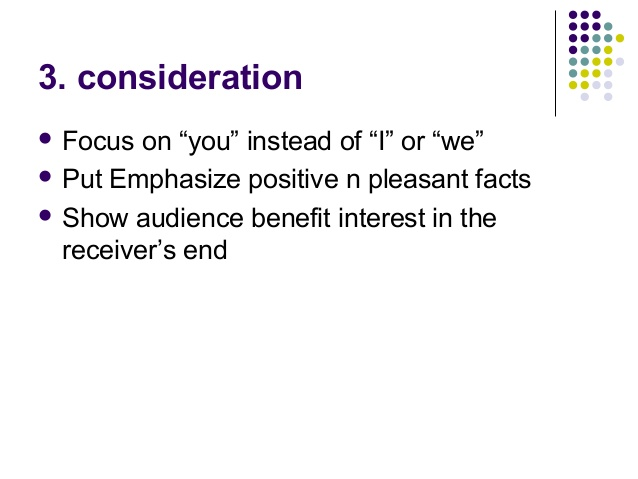 3. consideration
Focus on “you” instead of “I” or “we”
Put Emphasize positive n pleasant facts
Show audience benefit interest in the
receiver’s end